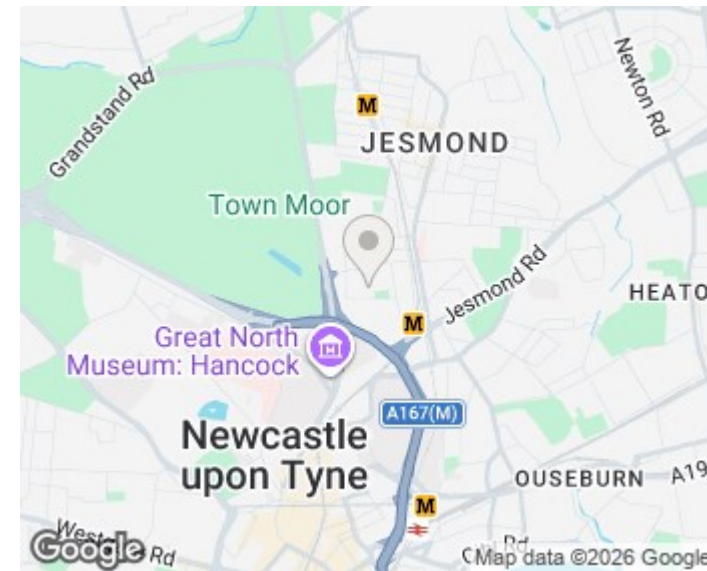 Grandstand Rd
Newton Rd
M
JESMOND
Town Moor
Jesmond Rd
HEATO
M
Great North
Museum: Hancock
A167(M)
Newcastle
upon Tyne
OUSEBURN
A19
M
Rd
Google
Map data ©2026 Google